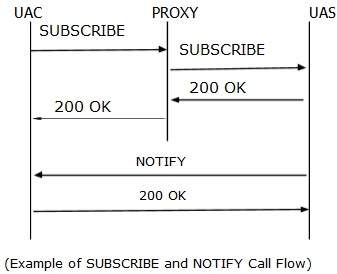 UAC PROXY UAS
SUBSCRIBE
SUBSCRIBE
200 OK
200 OK
NOTIFY
200 OK
(Example of SUBSCRIBE and NOTIFY Call Flow)